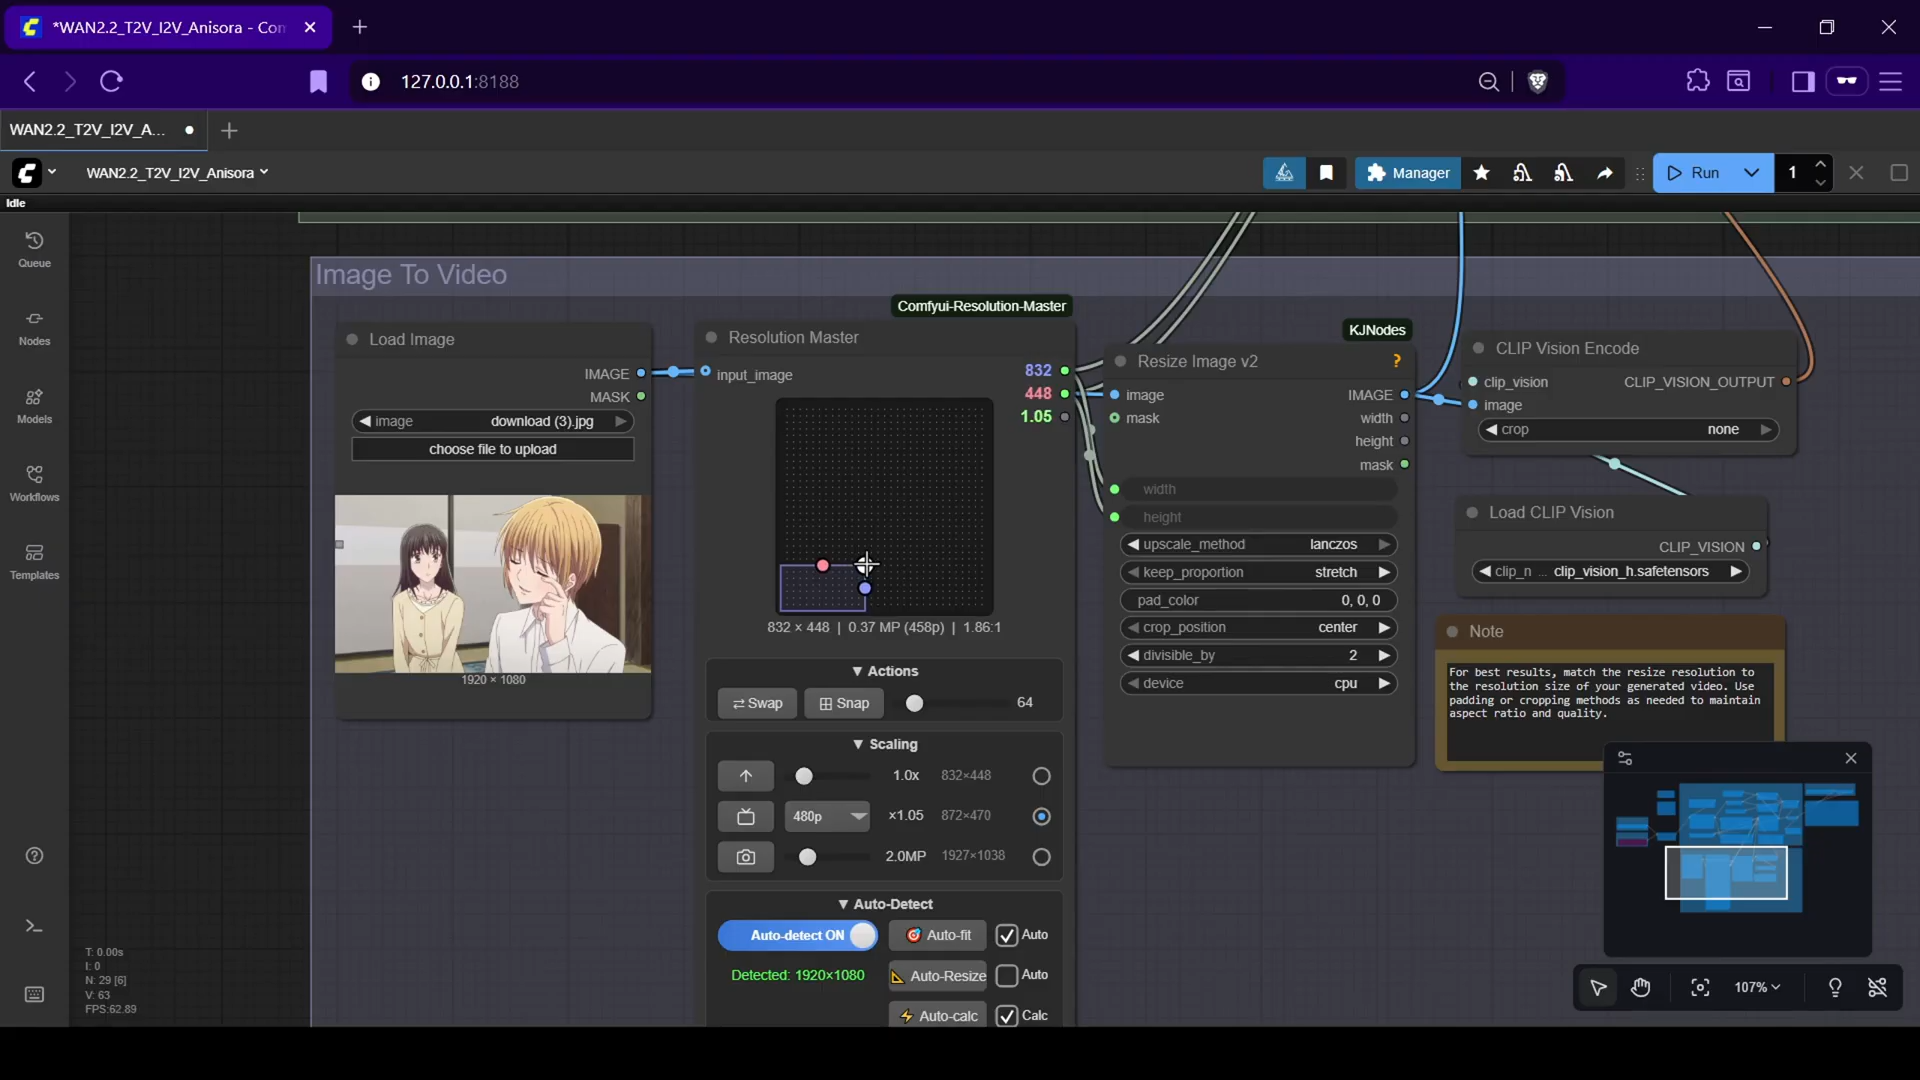 *WAN2.2_T2V_I2V_Anisora - Con
127.0.0.1:8188
WAN2.2_T2V_I2V_A...
WAN2.2_T2V_I2V_Anisora
Manager
Run
1
Idle
Queue
Nodes
Models
Workflows
Templates
Image To Video
Load Image
IMAGE
MASK
image download (3).jpg
choose file to upload
1920 × 1080
Comfyui-Resolution-Master
Resolution Master
input_image
832
448
1.05
832 × 448 | 0.37 MP (458p) | 1.86:1
▼ Actions
⇄ Swap
Snap
64
▼ Scaling
1.0x 832×448
480p ×1.05 872×470
2.0MP 1927×1038
▼ Auto-Detect
Auto-detect ON
Auto-fit
Auto
Detected: 1920×1080
Auto-Resize
Auto
Auto-calc
Calc
KJNodes
Resize Image v2
?
image
mask
IMAGE
width
height
mask
width
height
upscale_method lanczos
keep_proportion stretch
pad_color 0, 0, 0
crop_position center
divisible_by 2
device cpu
CLIP Vision Encode
clip_vision
CLIP_VISION_OUTPUT
image
crop none
Load CLIP Vision
CLIP_VISION
clip_n ... clip_vision_h.safetensors
Note
For best results, match the resize resolution to
the resolution size of your generated video. Use
padding or cropping methods as needed to maintain
aspect ratio and quality.
T: 0.00s
I: 0
N: 29 [6]
V: 63
FPS:62.89
107%